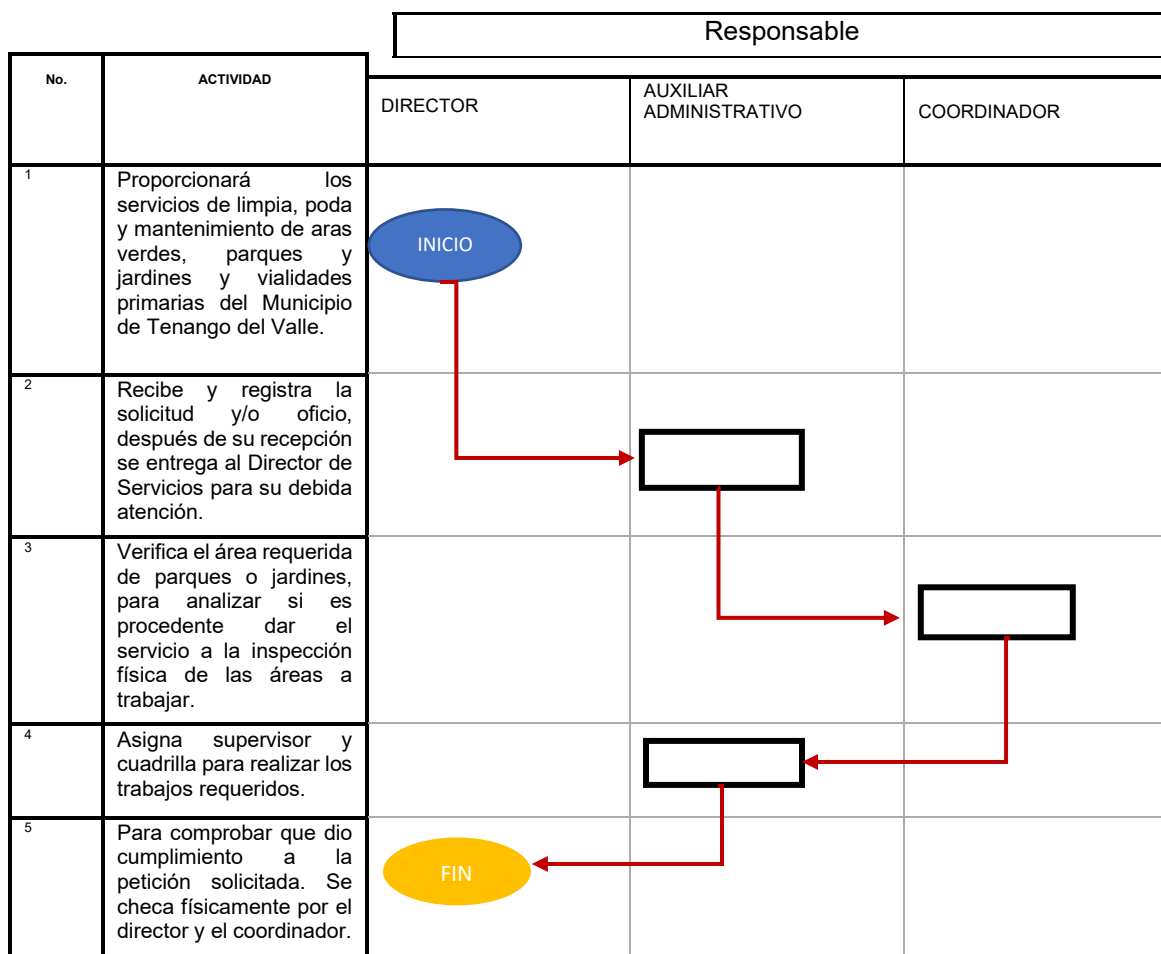 Responsable
No.
ACTIVIDAD
DIRECTOR
AUXILIAR
ADMINISTRATIVO
COORDINADOR
1
Proporcionará los
servicios de limpia, poda
y mantenimiento de aras
verdes, parques y
jardines y vialidades
primarias del Municipio
de Tenango del Valle.
INICIO
2
Recibe y registra la
solicitud y/o oficio,
después de su recepción
se entrega al Director de
Servicios para su debida
atención.
3
Verifica el área requerida
de parques o jardines,
para analizar si es
procedente dar el
servicio a la inspección
física de las áreas a
trabajar.
4
Asigna supervisor y
cuadrilla para realizar los
trabajos requeridos.
5
Para comprobar que dio
cumplimiento a la
petición solicitada. Se
checa físicamente por el
director y el coordinador.
FIN